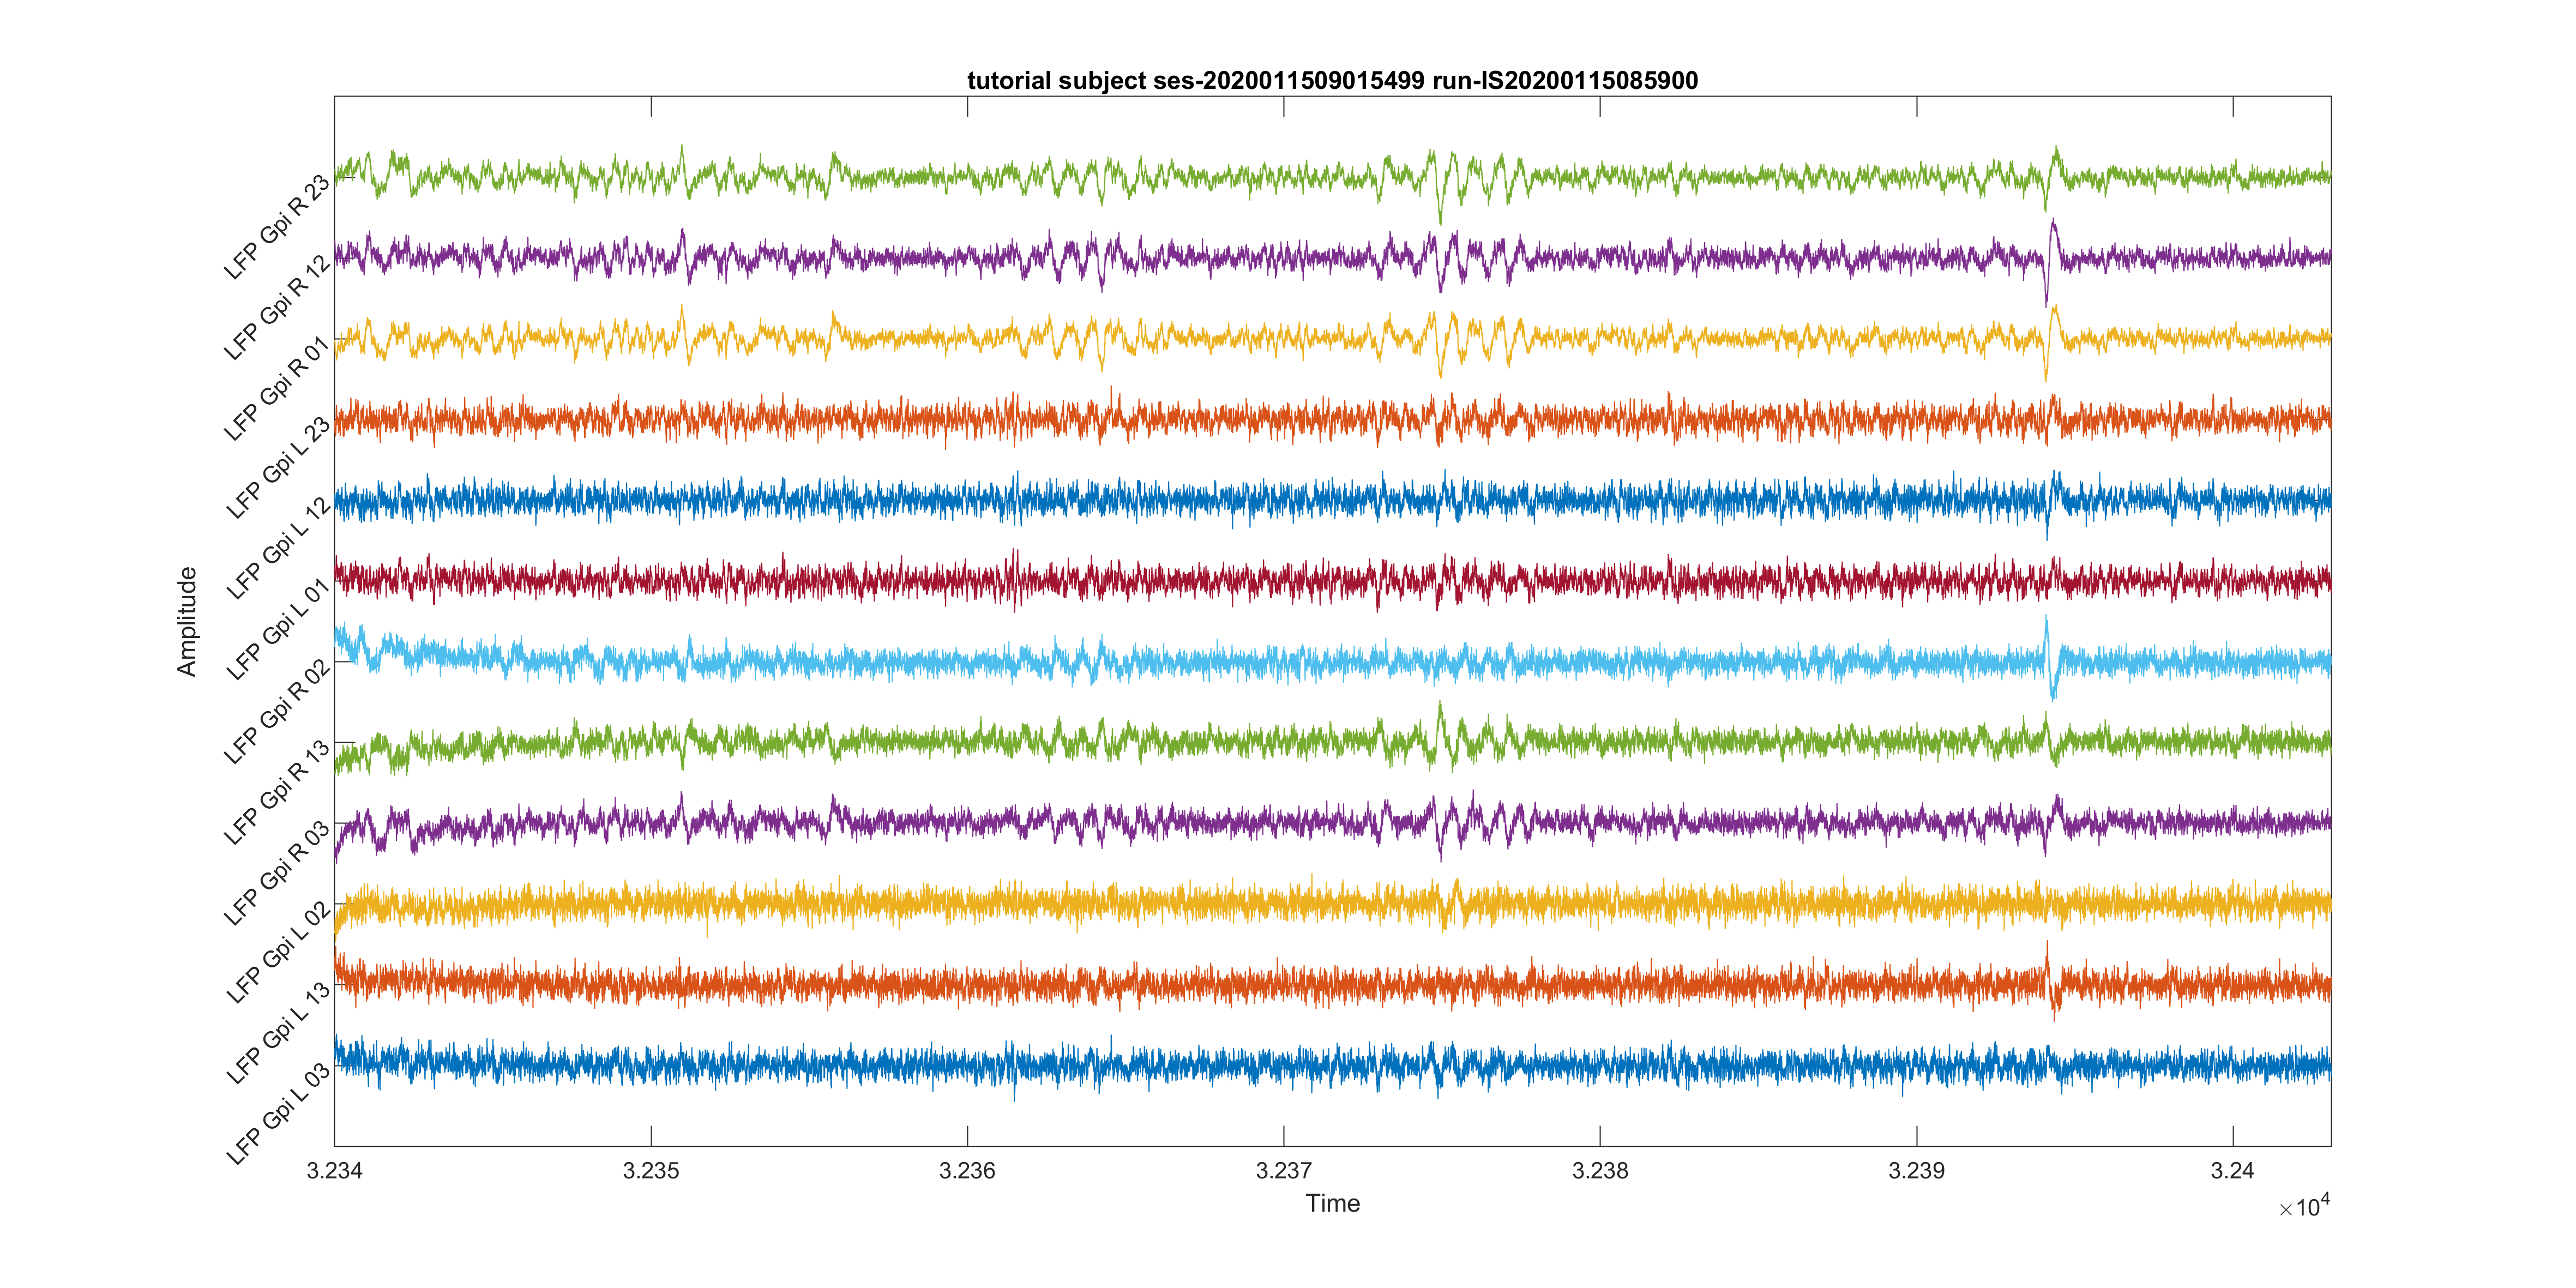 tutorial subject ses-2020011509015499 run-IS20200115085900
LFP Gpi R 23
LFP Gpi R 12
LFP Gpi R 01
LFP Gpi L 23
LFP Gpi L 12
LFP Gpi L 01
LFP Gpi R 02
LFP Gpi R 13
LFP Gpi R 03
LFP Gpi L 02
LFP Gpi L 13
LFP Gpi L 03
Amplitude
3.234 3.235 3.236 3.237 3.238 3.239 3.24
Time
×10⁴